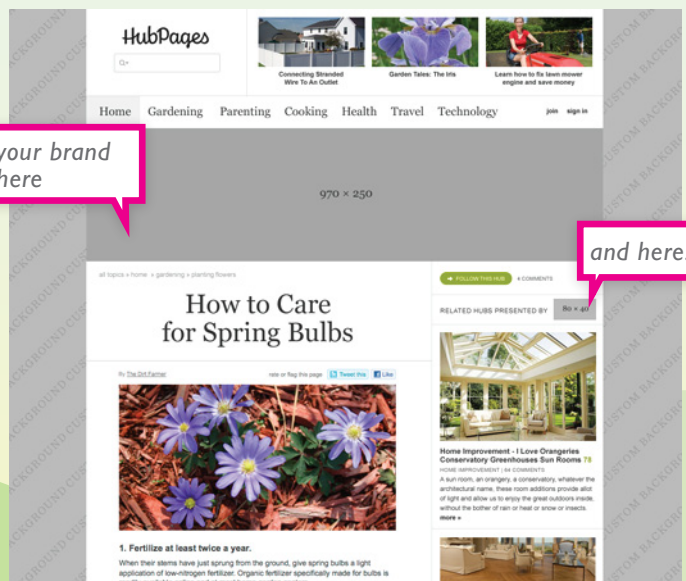 HubPages
Connecting Stranded
Wire To An Outlet
Garden Tales: The Iris
Learn how to fix lawn mower
engine and save money
Home Gardening Parenting Cooking Health Travel Technology join sign in
your brand
here
970 × 250
and here.
all topics » home » gardening » planting flowers
FOLLOW THIS HUB 4 COMMENTS
RELATED HUBS PRESENTED BY 80 × 40
How to Care
for Spring Bulbs
By The Dirt Farmer rate or flag this page Tweet this Like
Home Improvement - I Love Orangeries
Conservatory Greenhouses Sun Rooms 78
HOME IMPROVEMENT | 64 COMMENTS
A sun room, an orangery, a conservatory, whatever the
architectural name, these room additions provide allot
of light and allow us to enjoy the great outdoors inside,
without the bother of rain or heat or snow or insects.
more »
1. Fertilize at least twice a year.
When their stems have just sprung from the ground, give spring bulbs a light
application of low-nitrogen fertilizer. Organic fertilizer specifically made for bulbs is
CUSTOM BACKGROUND